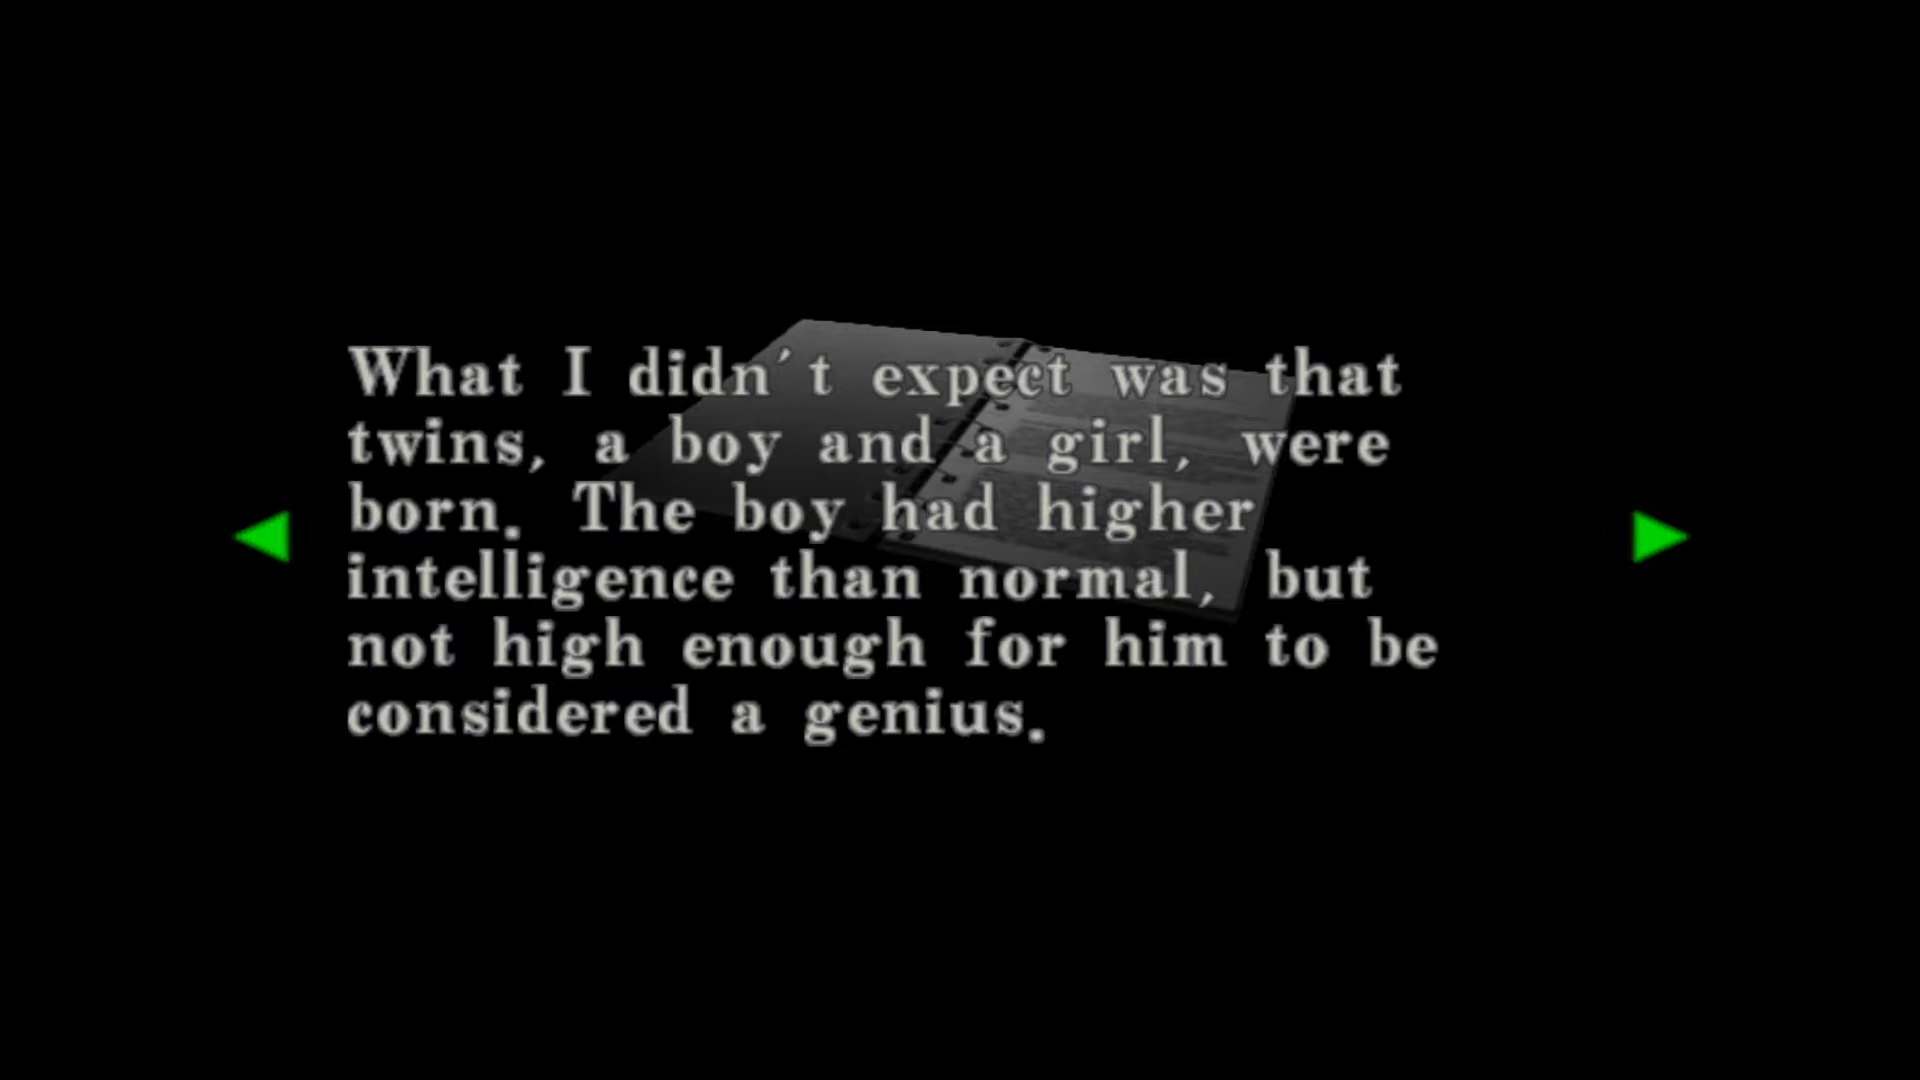 What I didn't expect was that
twins, a boy and a girl, were
born. The boy had higher
intelligence than normal, but
not high enough for him to be
considered a genius.